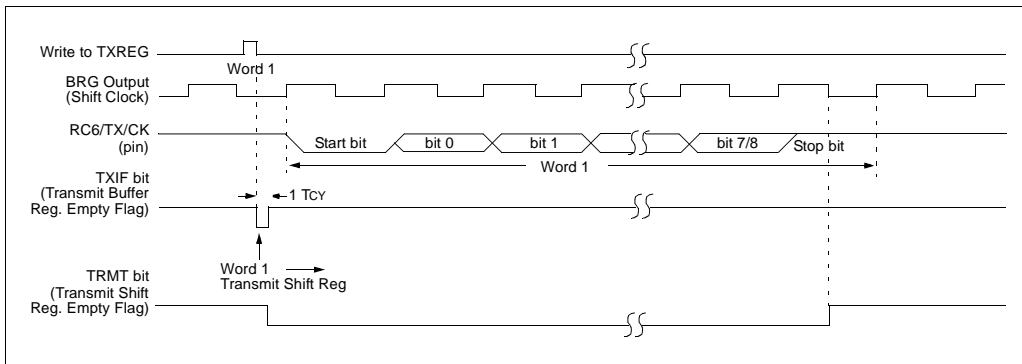 Write to TXREG
Word 1
BRG Output
(Shift Clock)
RC6/TX/CK
(pin)
Start bit
bit 0
bit 1
bit 7/8
Stop bit
Word 1
TXIF bit
(Transmit Buffer
Reg. Empty Flag)
1 TCY
Word 1
Transmit Shift Reg
TRMT bit
(Transmit Shift
Reg. Empty Flag)